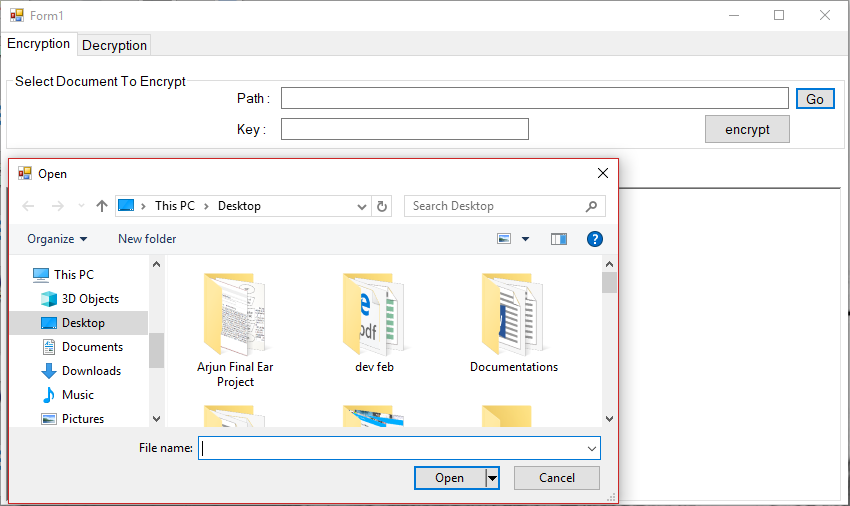 Form1
Encryption
Decryption
Select Document To Encrypt
Path :
Go
Key :
encrypt
Open
This PC > Desktop
Search Desktop
Organize
New folder
?
This PC
3D Objects
Desktop
Documents
Downloads
Music
Pictures
Arjun Final Ear
Project
dev feb
Documentations
File name:
Open
Cancel